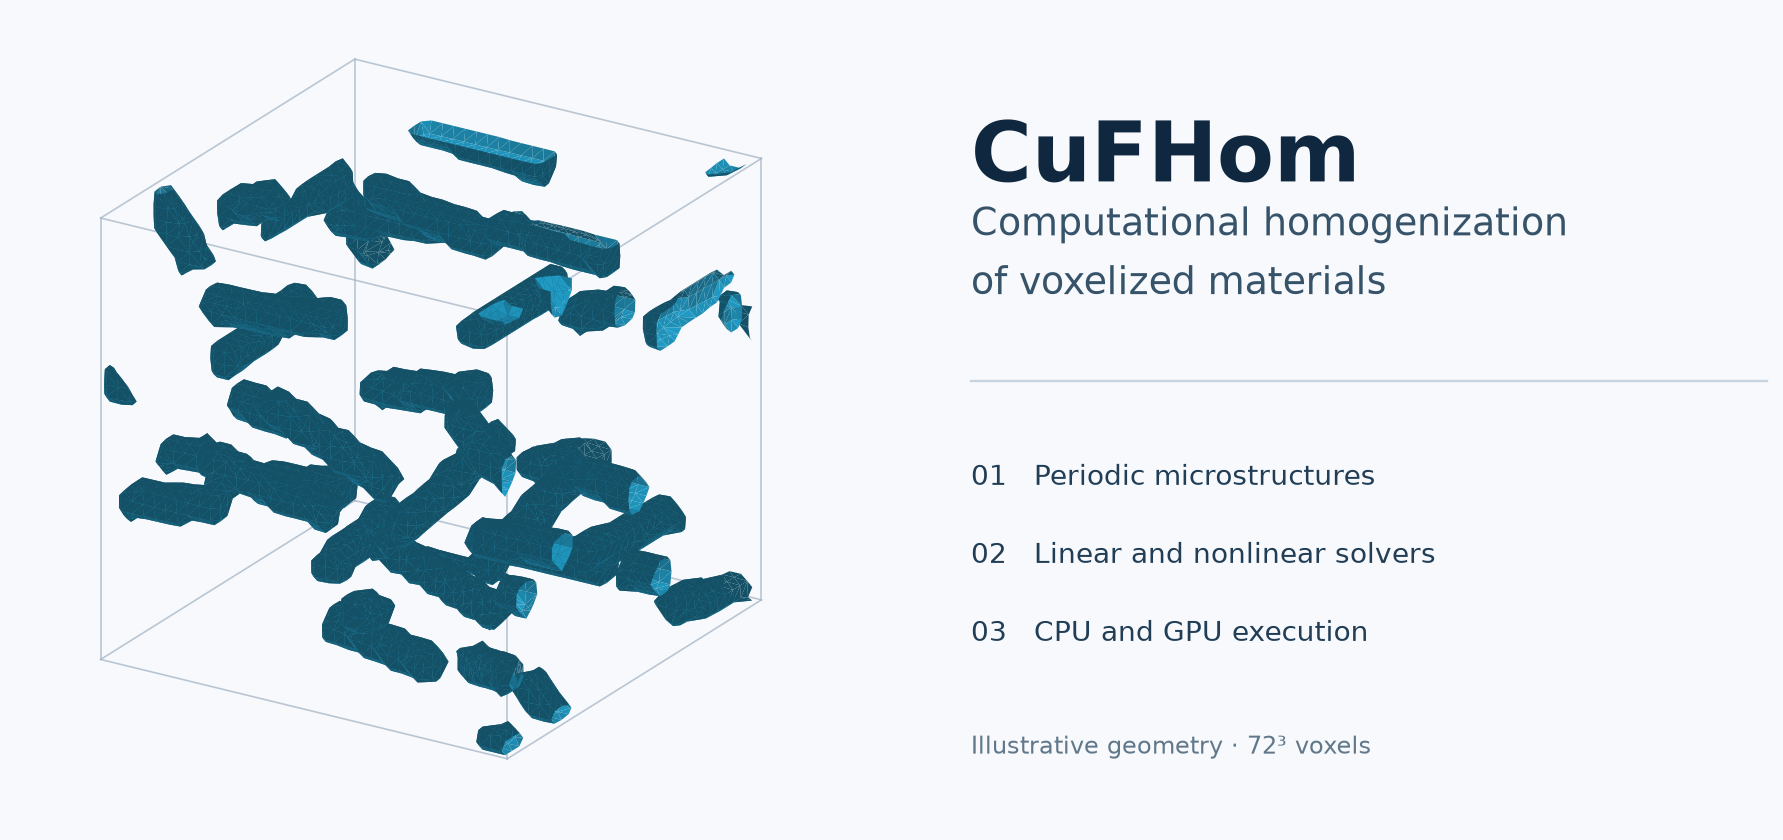 CuFHom
Computational homogenization
of voxelized materials
01 Periodic microstructures
02 Linear and nonlinear solvers
03 CPU and GPU execution
Illustrative geometry · 72³ voxels